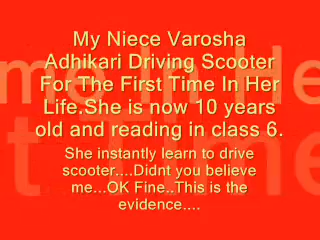 My Niece Varosha
Adhikari Driving Scooter
For The First Time In Her
Life.She is now 10 years
old and reading in class 6.
She instantly learn to drive
scooter....Didnt you believe
me...OK Fine..This is the
evidence....